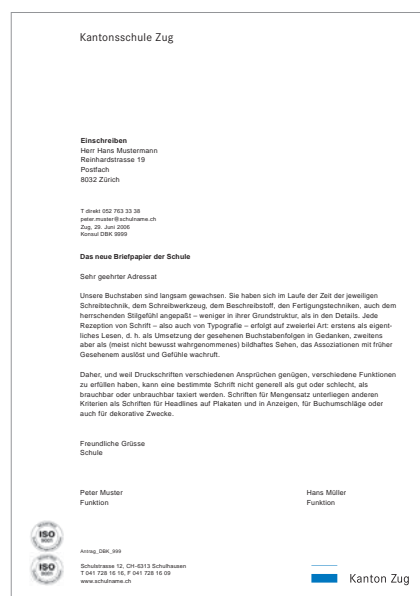 Kantonsschule Zug
Einschreiben
Herr Hans Mustermann
Reinhardstrasse 19
Postfach
8032 Zürich
T direkt 052 763 33 38
peter.muster@schulname.ch
Zug, 29. Juni 2006
Konsul DBK 9999
Das neue Briefpapier der Schule
Sehr geehrter Adressat
Unsere Buchstaben sind langsam gewachsen. Sie haben sich im Laufe der Zeit der jeweiligen
Schreibtechnik, dem Schreibwerkzeug, dem Beschreibstoff, den Fertigungstechniken, auch dem
herrschenden Stilgefühl angepaßt – weniger in ihrer Grundstruktur, als in den Details. Jede
Rezeption von Schrift – also auch von Typografie – erfolgt auf zweierlei Art: erstens als eigent-
liches Lesen, d. h. als Umsetzung der gesehenen Buchstabenfolgen in Gedanken, zweitens
aber als (meist nicht bewusst wahrgenommenes) bildhaftes Sehen, das Assoziationen mit früher
Gesehenem auslöst und Gefühle wachruft.
Daher, und weil Druckschriften verschiedenen Ansprüchen genügen, verschiedene Funktionen
zu erfüllen haben, kann eine bestimmte Schrift nicht generell als gut oder schlecht, als
brauchbar oder unbrauchbar taxiert werden. Schriften für Mengensatz unterliegen anderen
Kriterien als Schriften für Headlines auf Plakaten und in Anzeigen, für Buchumschläge oder
auch für dekorative Zwecke.
Freundliche Grüsse
Schule
Peter Muster Hans Müller
Funktion Funktion
ISO
9001
Antrag_DBK_999
ISO
Schulstrasse 12, CH-6313 Schulhausen
T 041 728 16 16, F 041 728 16 09
www.schulname.ch
Kanton Zug